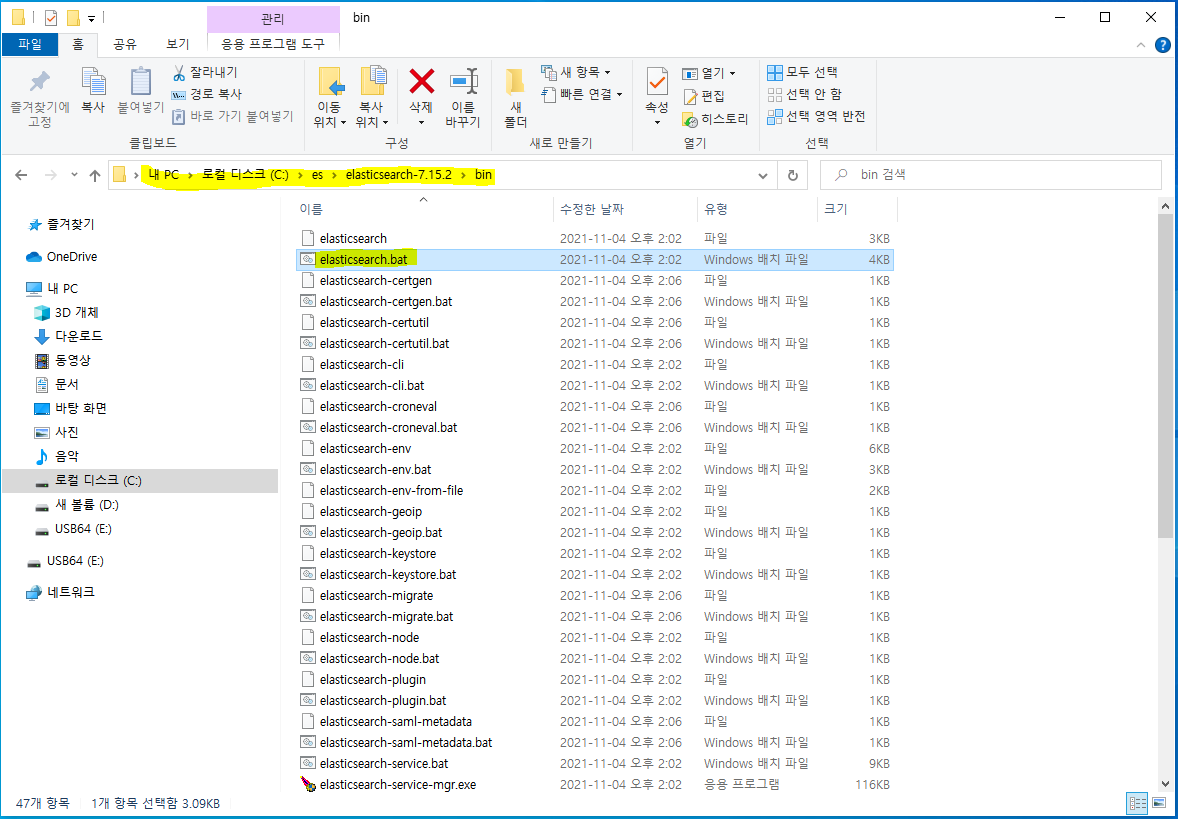 관리
bin
파일
홈
공유
보기
응용 프로그램 도구
즐겨찾기에
고정
복사
붙여넣기
잘라내기
경로 복사
바로 가기 붙여넣기
클립보드
이동
위치
복사
위치
삭제
이름
바꾸기
구성
새
폴더
새 항목
빠른 연결
새로 만들기
속성
열기
편집
히스토리
열기
모두 선택
선택 안 함
선택 영역 반전
선택
내 PC > 로컬 디스크 (C:) > es > elasticsearch-7.15.2 > bin
bin 검색
즐겨찾기
OneDrive
내 PC
3D 개체
다운로드
동영상
문서
바탕 화면
사진
음악
로컬 디스크 (C:)
새 볼륨 (D:)
USB64 (E:)
USB64 (E:)
네트워크
이름 수정한 날짜 유형 크기
elasticsearch 2021-11-04 오후 2:02 파일 3KB
elasticsearch.bat 2021-11-04 오후 2:02 Windows 배치 파일 4KB
elasticsearch-certgen 2021-11-04 오후 2:06 파일 1KB
elasticsearch-certgen.bat 2021-11-04 오후 2:06 Windows 배치 파일 1KB
elasticsearch-certutil 2021-11-04 오후 2:06 파일 1KB
elasticsearch-certutil.bat 2021-11-04 오후 2:06 Windows 배치 파일 1KB
elasticsearch-cli 2021-11-04 오후 2:02 파일 1KB
elasticsearch-cli.bat 2021-11-04 오후 2:02 Windows 배치 파일 1KB
elasticsearch-croneval 2021-11-04 오후 2:06 파일 1KB
elasticsearch-croneval.bat 2021-11-04 오후 2:06 Windows 배치 파일 1KB
elasticsearch-env 2021-11-04 오후 2:02 파일 6KB
elasticsearch-env.bat 2021-11-04 오후 2:02 Windows 배치 파일 3KB
elasticsearch-env-from-file 2021-11-04 오후 2:02 파일 2KB
elasticsearch-geoip 2021-11-04 오후 2:02 파일 1KB
elasticsearch-geoip.bat 2021-11-04 오후 2:02 Windows 배치 파일 1KB
elasticsearch-keystore 2021-11-04 오후 2:02 파일 1KB
elasticsearch-keystore.bat 2021-11-04 오후 2:02 Windows 배치 파일 1KB
elasticsearch-migrate 2021-11-04 오후 2:06 파일 1KB
elasticsearch-migrate.bat 2021-11-04 오후 2:06 Windows 배치 파일 1KB
elasticsearch-node 2021-11-04 오후 2:02 파일 1KB
elasticsearch-node.bat 2021-11-04 오후 2:02 Windows 배치 파일 1KB
elasticsearch-plugin 2021-11-04 오후 2:02 파일 1KB
elasticsearch-plugin.bat 2021-11-04 오후 2:02 Windows 배치 파일 1KB
elasticsearch-saml-metadata 2021-11-04 오후 2:06 파일 1KB
elasticsearch-saml-metadata.bat 2021-11-04 오후 2:06 Windows 배치 파일 1KB
elasticsearch-service.bat 2021-11-04 오후 2:02 Windows 배치 파일 9KB
elasticsearch-service-mgr.exe 2021-11-04 오후 2:02 응용 프로그램 116KB
47개 항목 1개 항목 선택함 3.09KB